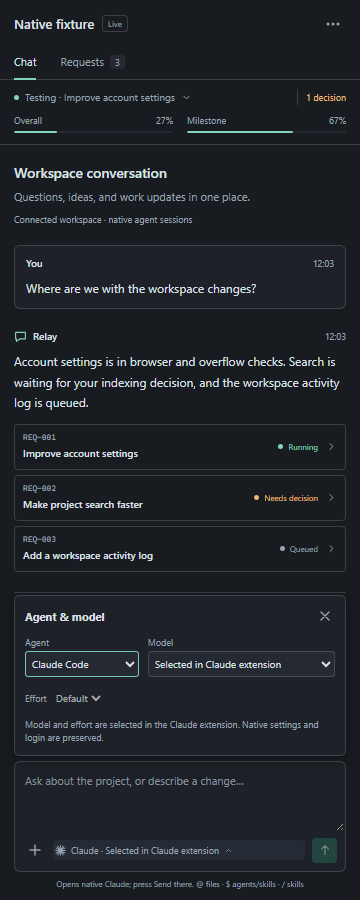 Native fixture Live
Chat Requests 3
Testing · Improve account settings 1 decision
Overall 27% Milestone 67%
Workspace conversation
Questions, ideas, and work updates in one place.
Connected workspace · native agent sessions
You 12:03
Where are we with the workspace changes?
Relay 12:03
Account settings is in browser and overflow checks. Search is
waiting for your indexing decision, and the workspace activity
log is queued.
REQ-001
Improve account settings Running
REQ-002
Make project search faster Needs decision
REQ-003
Add a workspace activity log Queued
Agent & model
Agent Model
Claude Code Selected in Claude extension
Effort Default
Model and effort are selected in the Claude extension. Native settings and
login are preserved.
Ask about the project, or describe a change...
Claude · Selected in Claude extension
Opens native Claude; press Send there. @ files · $ agents/skills · / skills